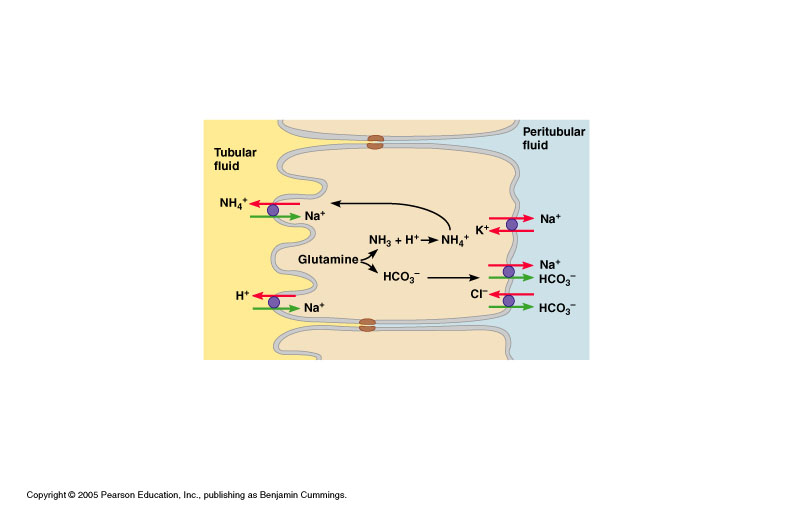 Peritubular
fluid
Tubular
fluid
NH₄⁺
Na⁺
Na⁺
K⁺
NH₃ + H⁺ NH₄⁺
Glutamine
HCO₃⁻
Na⁺
HCO₃⁻
H⁺
Na⁺
Cl⁻
HCO₃⁻
Copyright © 2005 Pearson Education, Inc., publishing as Benjamin Cummings.